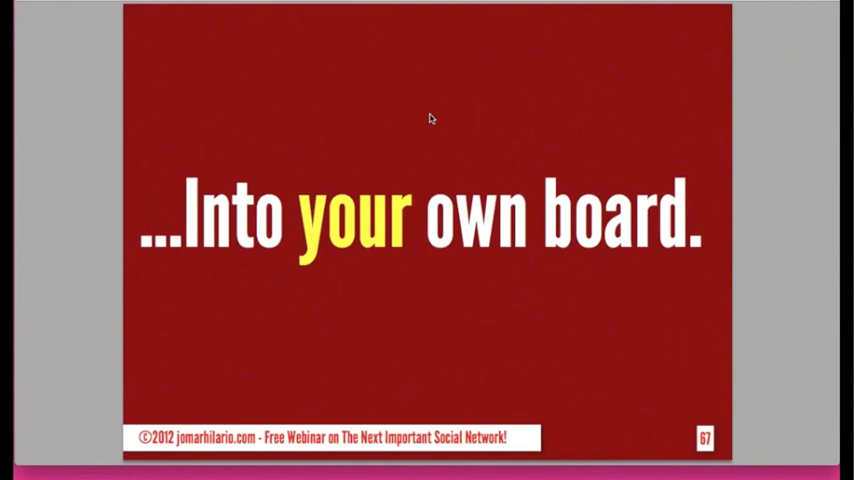 ...Into your own board.
©2012 jomarhilario.com - Free Webinar on The Next Important Social Network!
67